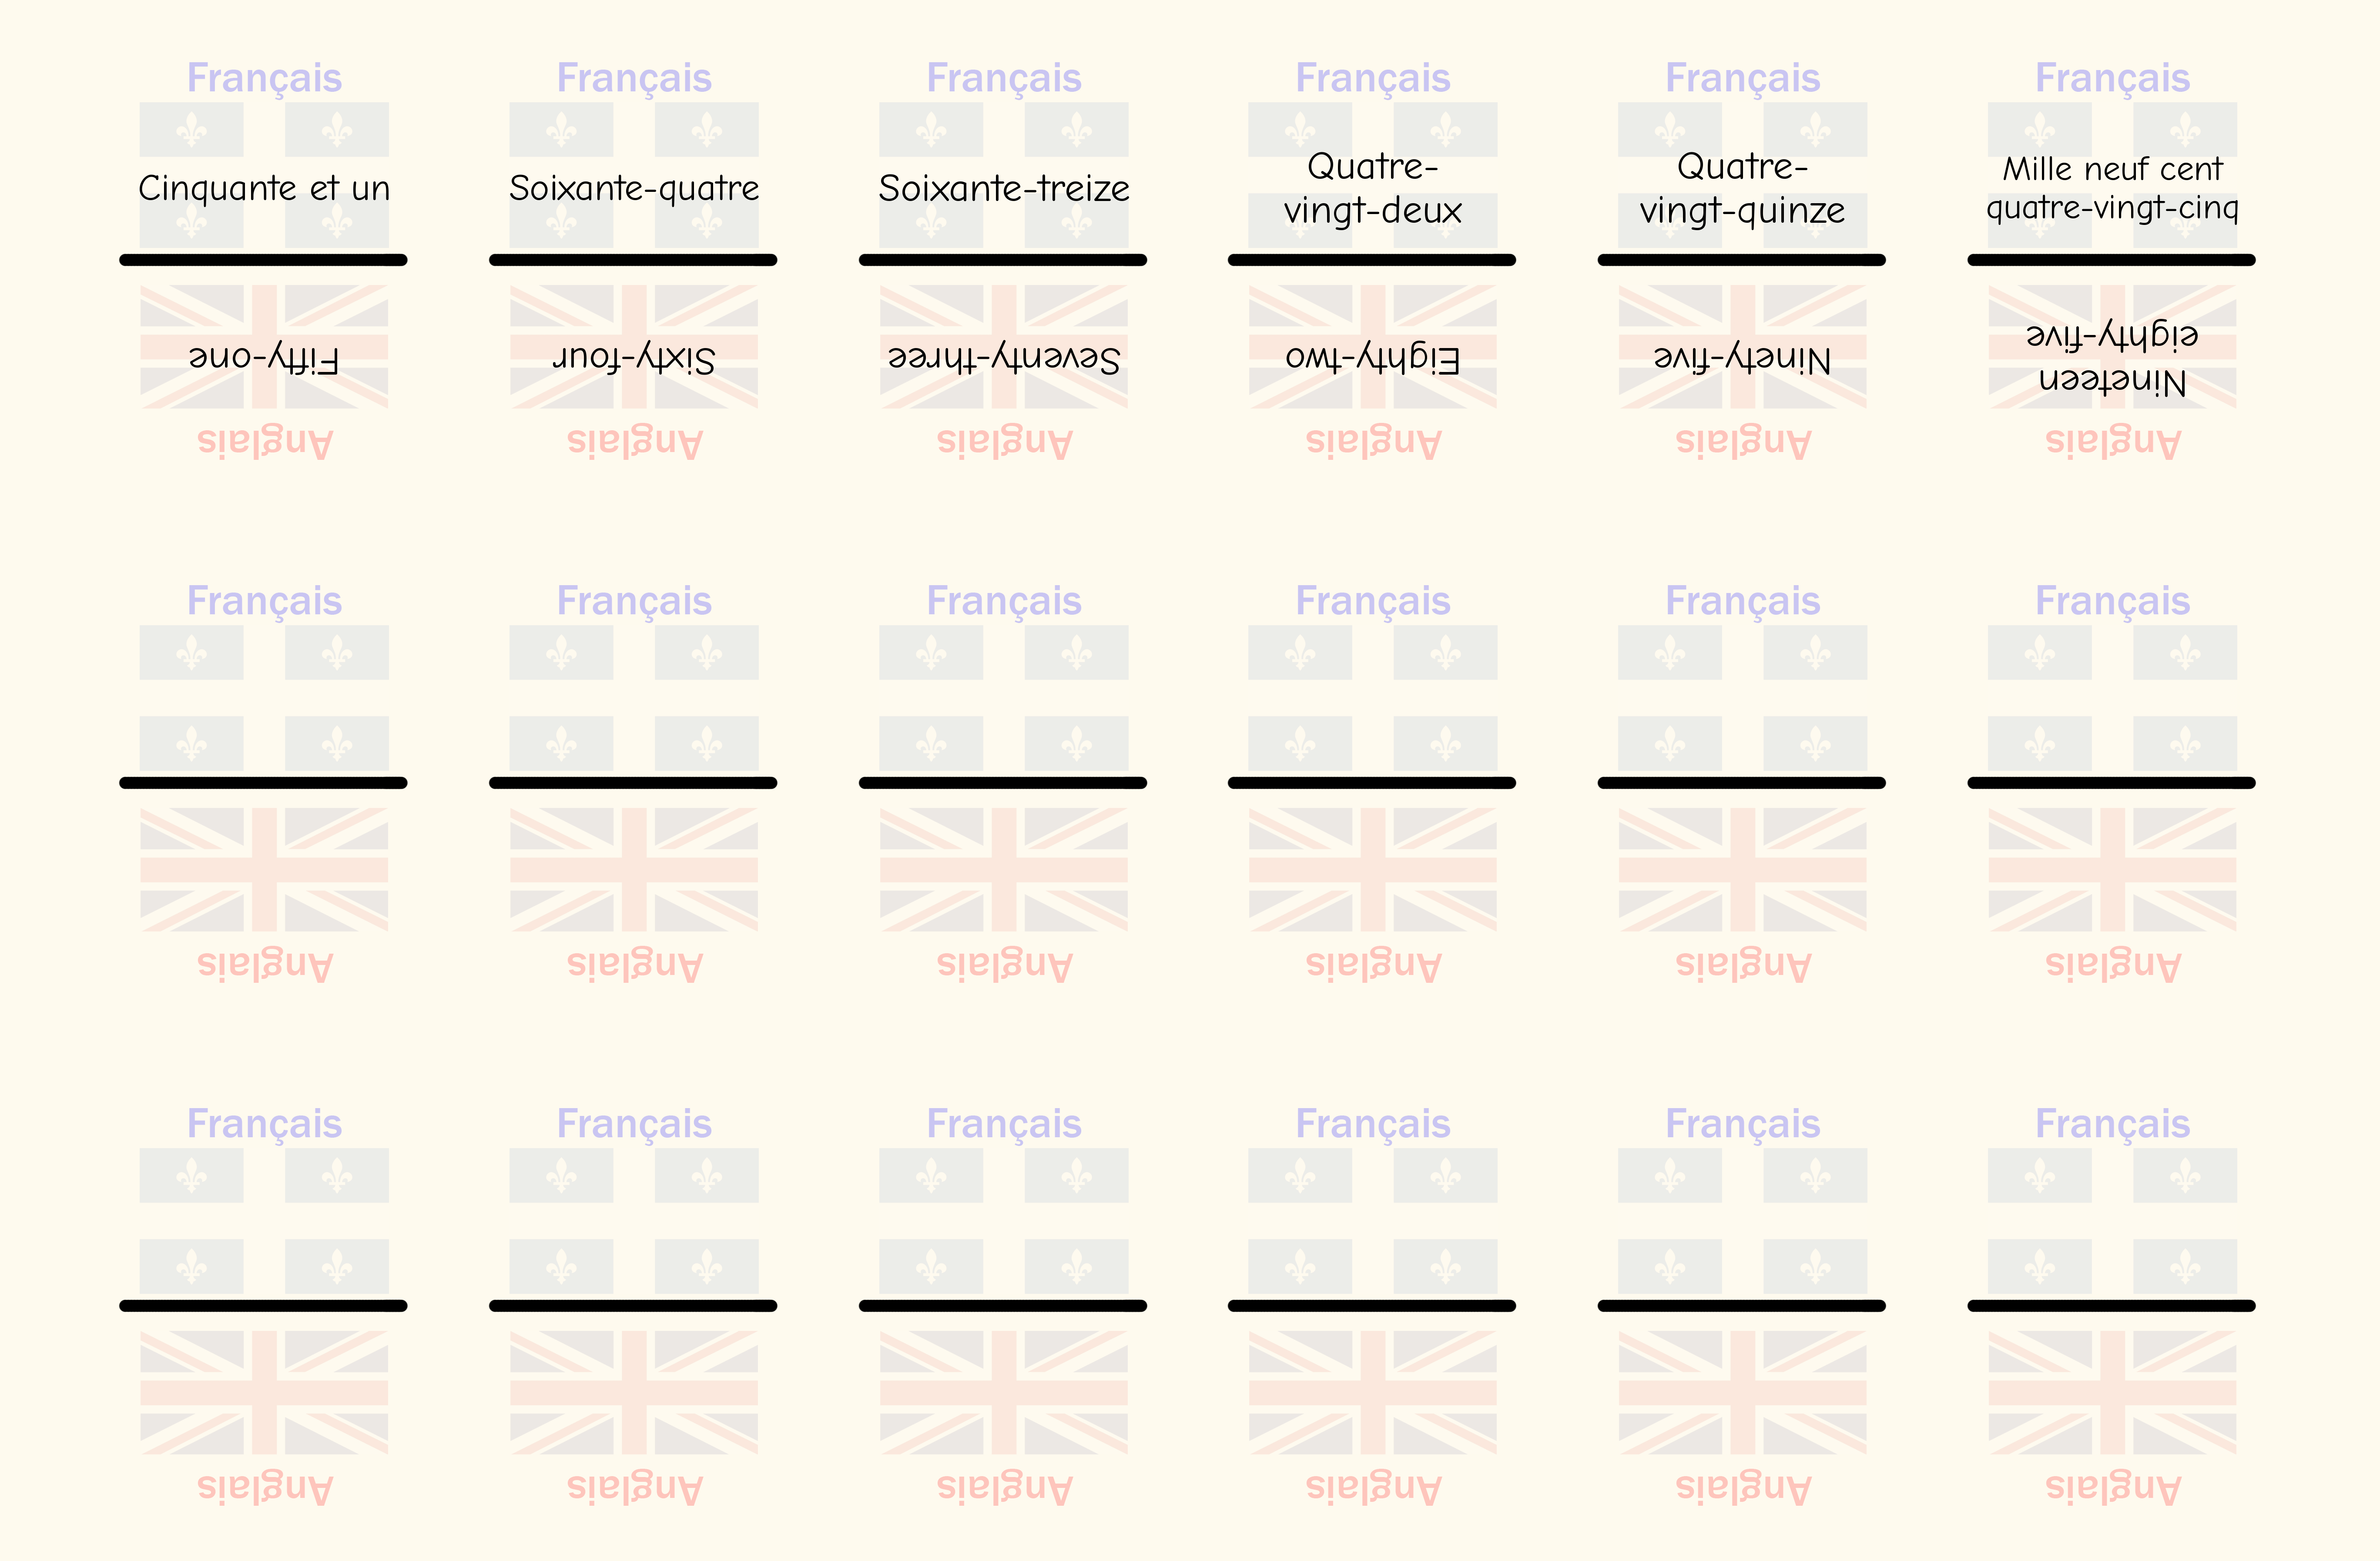 Français
Cinquante et un
Fifty-one
Anglais
Français
Soixante-quatre
Sixty-four
Anglais
Français
Soixante-treize
Seventy-three
Anglais
Français
Quatre-
vingt-deux
Eighty-two
Anglais
Français
Quatre-
vingt-quinze
Ninety-five
Anglais
Français
Mille neuf cent
quatre-vingt-cinq
Nineteen
eighty-five
Anglais
Français
Anglais
Français
Anglais
Français
Anglais
Français
Anglais
Français
Anglais
Français
Anglais
Français
Anglais
Français
Anglais
Français
Anglais
Français
Anglais
Français
Anglais
Français
Anglais